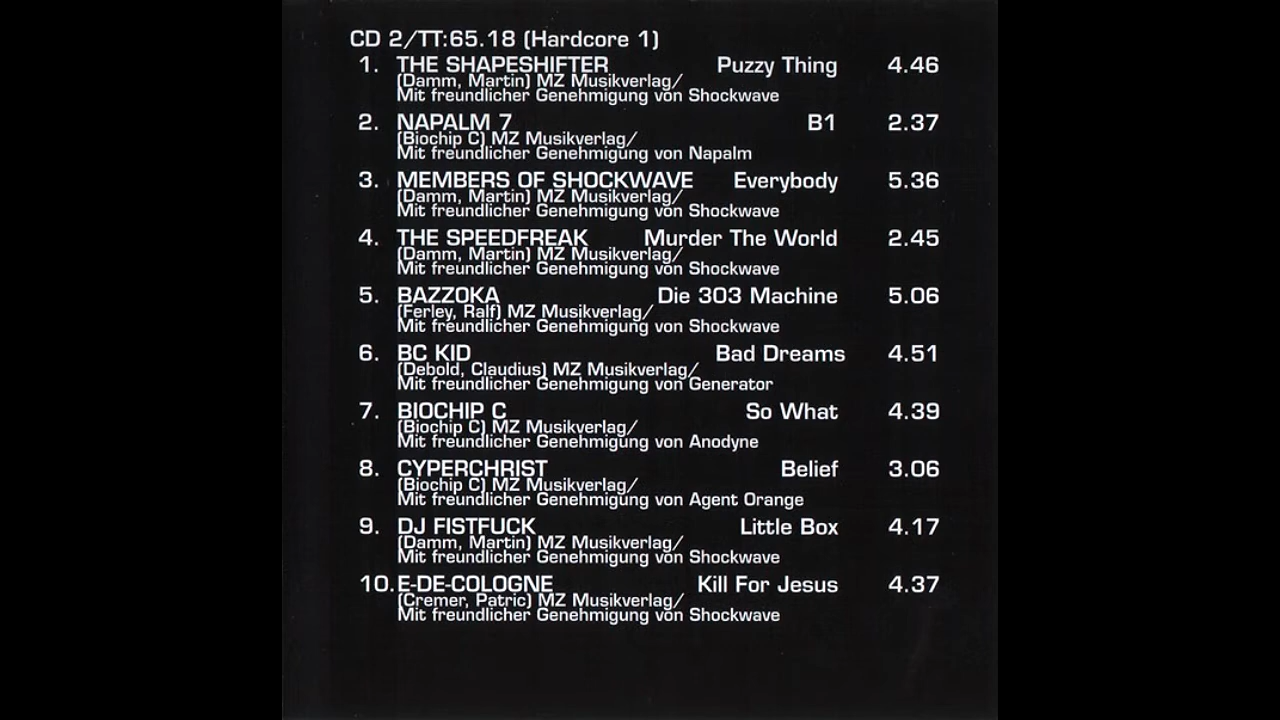 CD 2/TT:65.18 (Hardcore 1)
1. THE SHAPESHIFTER Puzzy Thing 4.46
(Damm, Martin) MZ Musikverlag/
Mit freundlicher Genehmigung von Shockwave
2. NAPALM 7 B1 2.37
(Biochip C) MZ Musikverlag/
Mit freundlicher Genehmigung von Napalm
3. MEMBERS OF SHOCKWAVE Everybody 5.36
(Damm, Martin) MZ Musikverlag/
Mit freundlicher Genehmigung von Shockwave
4. THE SPEEDFREAK Murder The World 2.45
(Damm, Martin) MZ Musikverlag/
Mit freundlicher Genehmigung von Shockwave
5. BAZZOKA Die 303 Machine 5.06
(Ferley, Ralf) MZ Musikverlag/
Mit freundlicher Genehmigung von Shockwave
6. BC KID Bad Dreams 4.51
(Debold, Claudius) MZ Musikverlag/
Mit freundlicher Genehmigung von Generator
7. BIOCHIP C So What 4.39
(Biochip C) MZ Musikverlag/
Mit freundlicher Genehmigung von Anodyne
8. CYPERCHRIST Belief 3.06
(Biochip C) MZ Musikverlag/
Mit freundlicher Genehmigung von Agent Orange
9. DJ FISTFUCK Little Box 4.17
(Damm, Martin) MZ Musikverlag/
Mit freundlicher Genehmigung von Shockwave
10. E-DE-COLOGNE Kill For Jesus 4.37
(Cremer, Patric) MZ Musikverlag/
Mit freundlicher Genehmigung von Shockwave